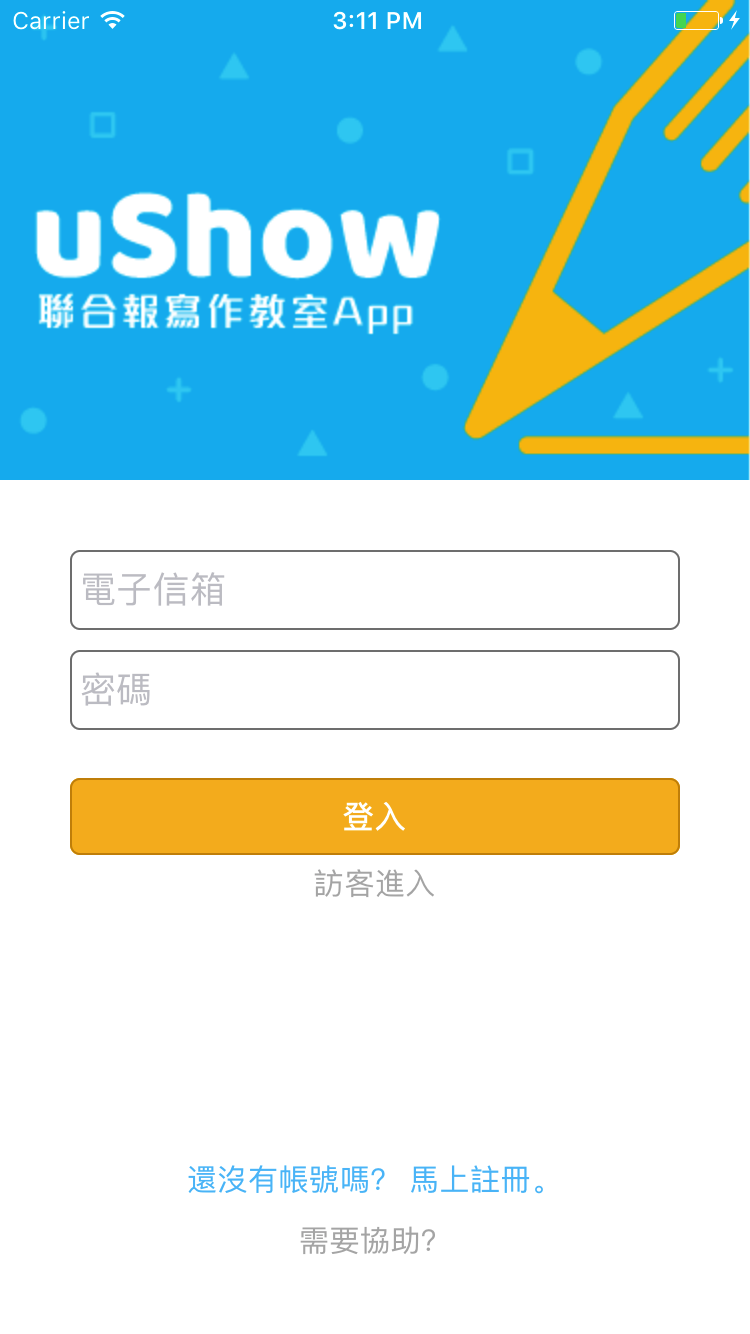 Carrier 3:11 PM
uShow
聯合報寫作教室App
電子信箱
密碼
登入
訪客進入
還沒有帳號嗎? 馬上註冊。
需要協助?